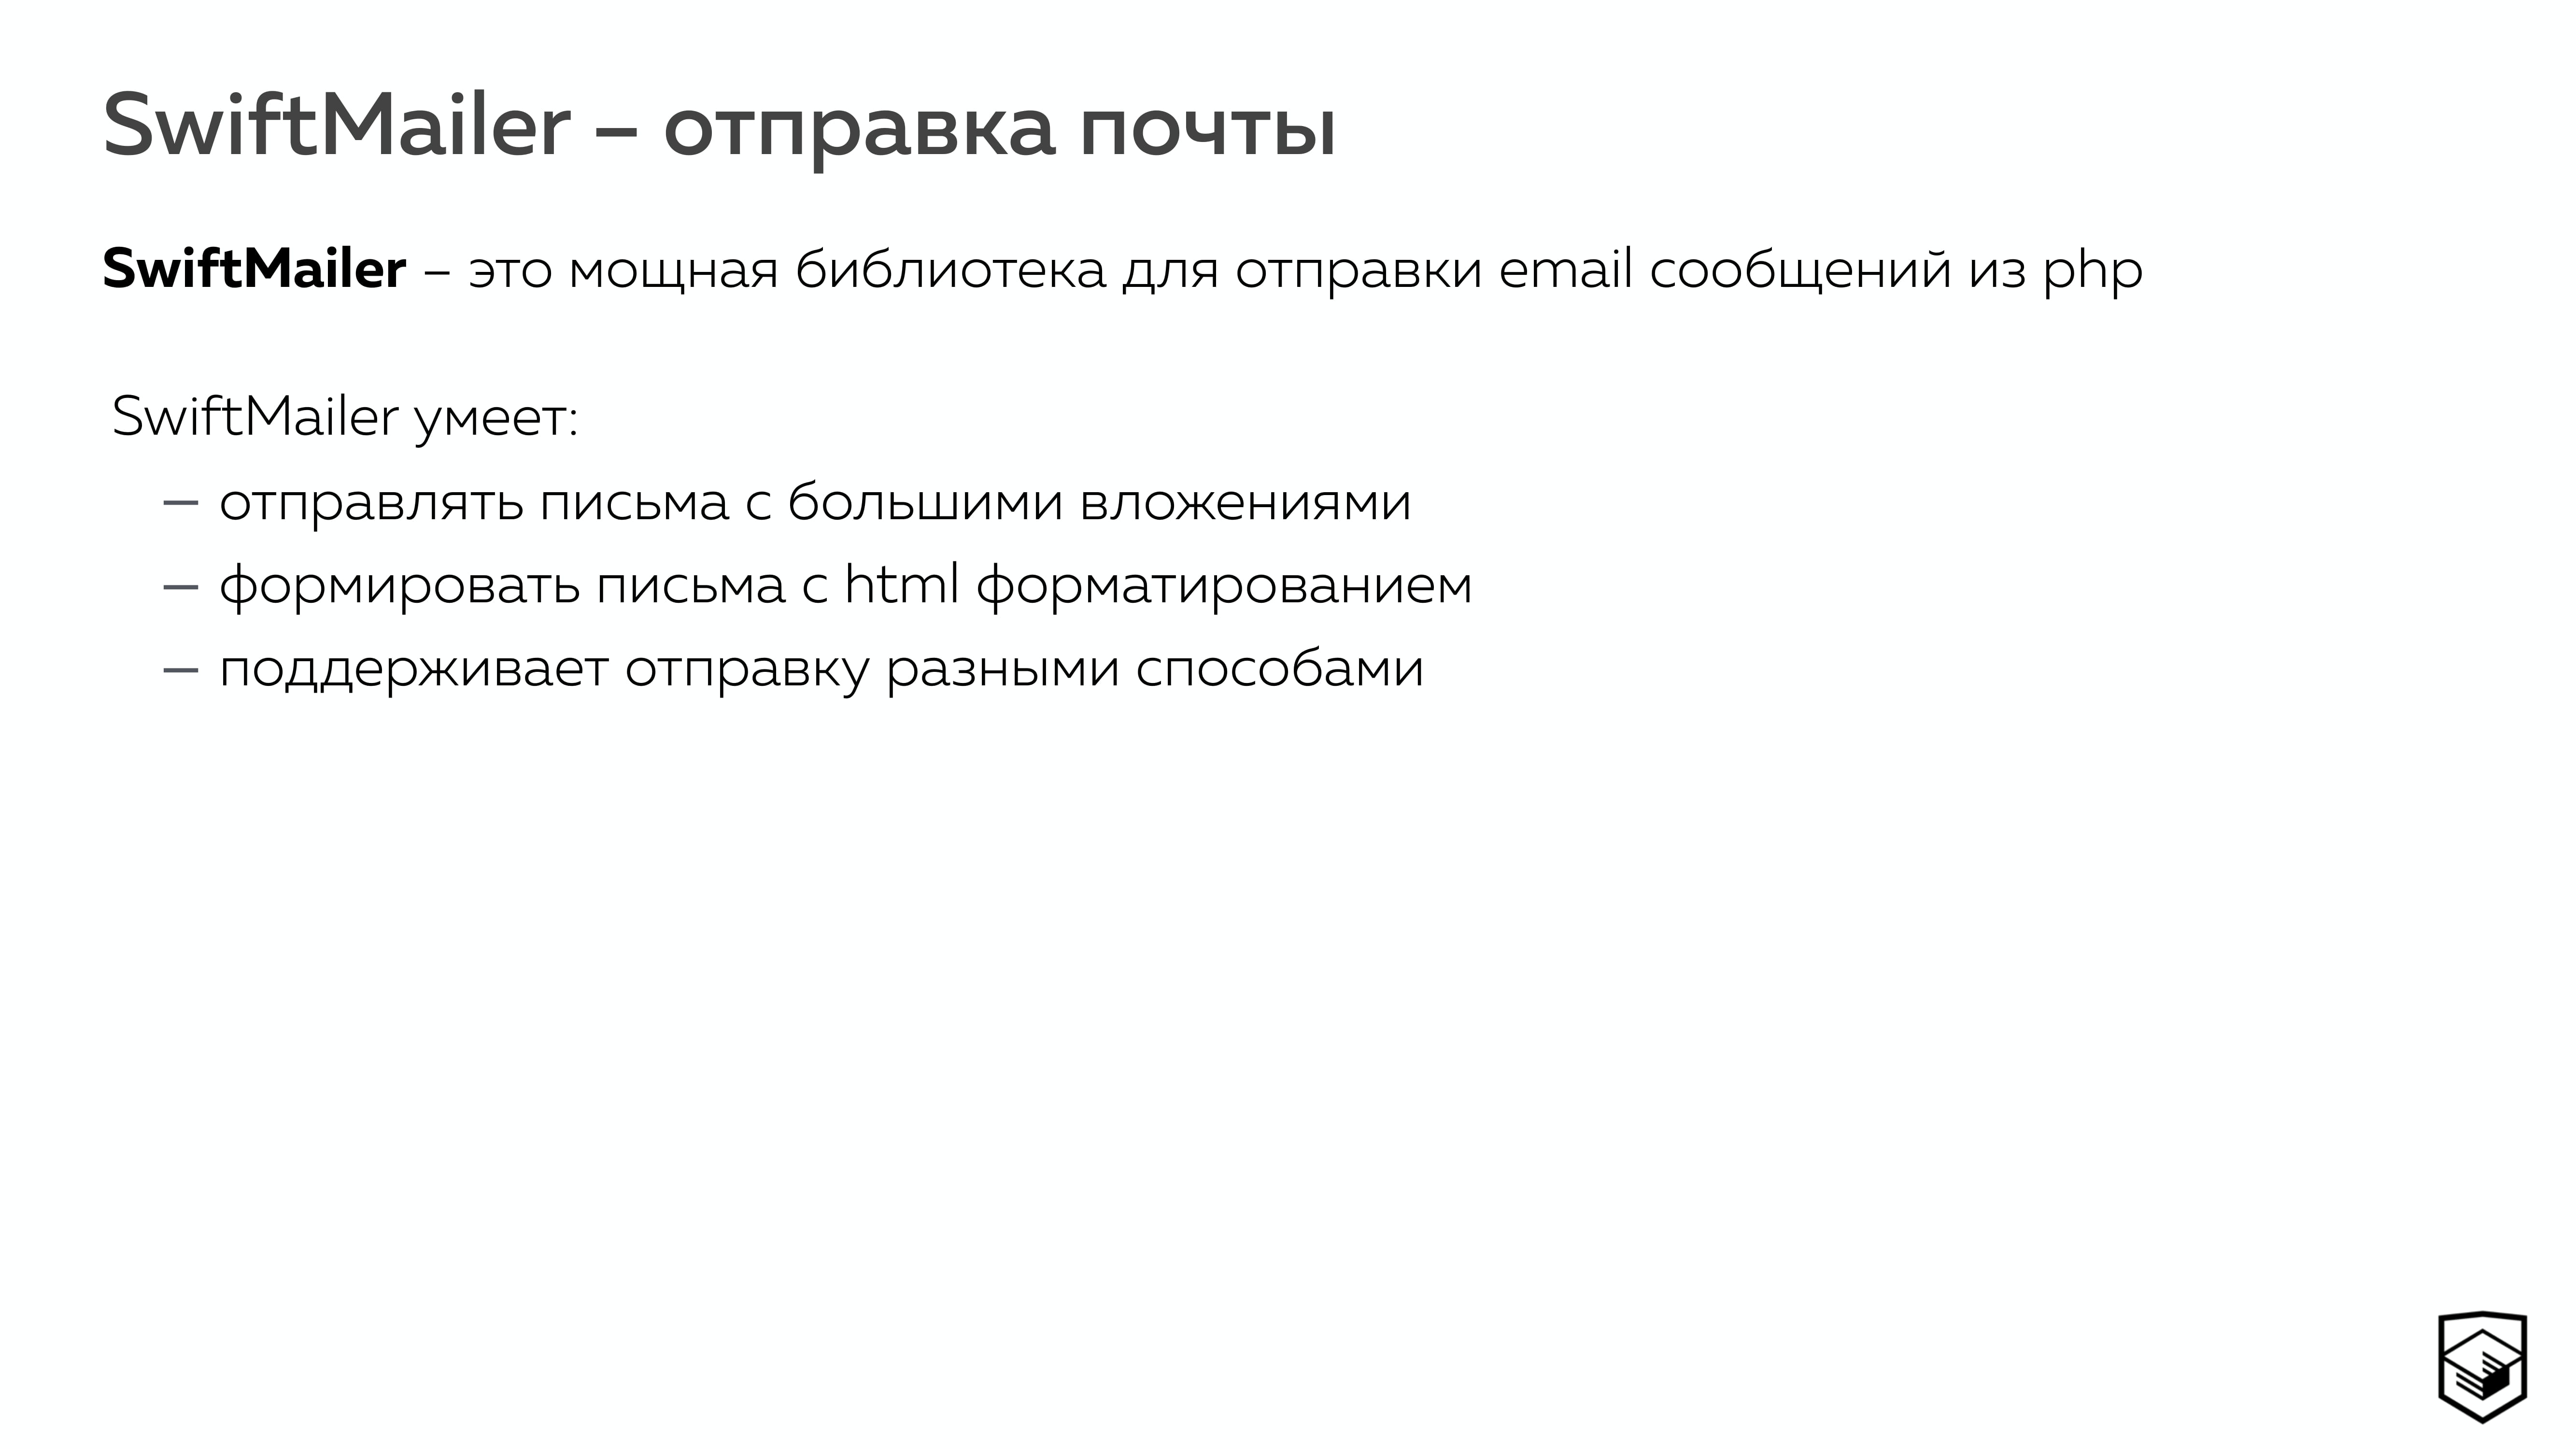 SwiftMailer – отправка почты
SwiftMailer – это мощная библиотека для отправки email сообщений из php
SwiftMailer умеет:
— отправлять письма с большими вложениями
— формировать письма с html форматированием
— поддерживает отправку разными способами